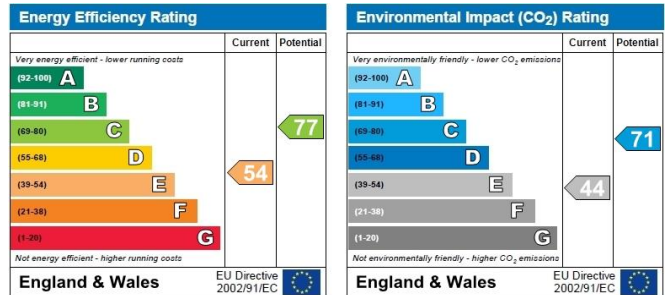 Energy Efficiency Rating
Current Potential
Very energy efficient - lower running costs
(92-100) A
(81-91) B
(69-80) C
(55-68) D
(39-54) E
(21-38) F
(1-20) G
77
54
Not energy efficient - higher running costs
England & Wales
EU Directive
2002/91/EC
Environmental Impact (CO₂) Rating
Current Potential
Very environmentally friendly - lower CO₂ emissions
(92-100) A
(81-91) B
(69-80) C
(55-68) D
(39-54) E
(21-38) F
(1-20) G
71
44
Not environmentally friendly - higher CO₂ emissions
England & Wales
EU Directive
2002/91/EC